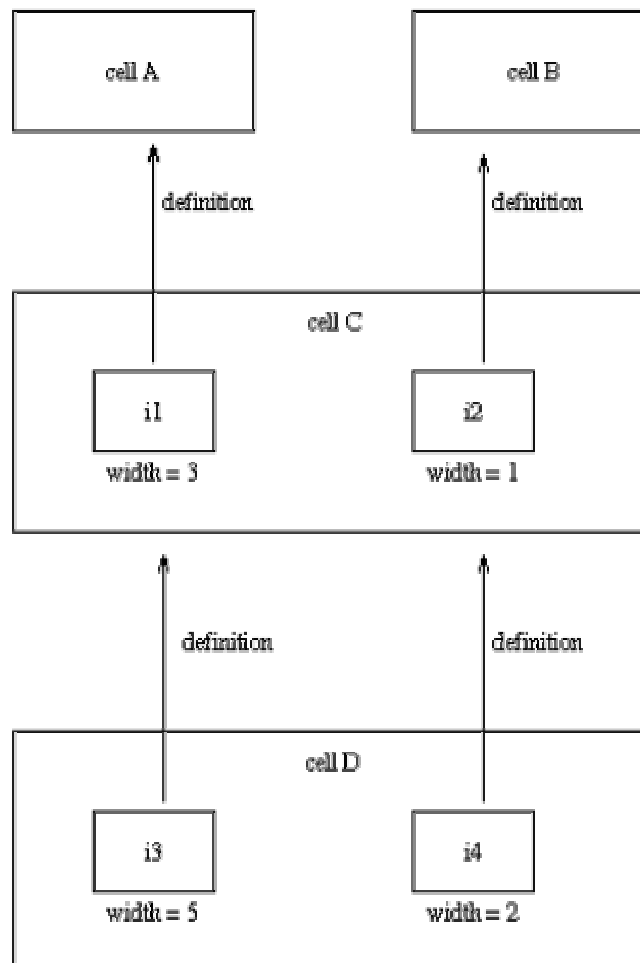 cell A
cell B
definition
definition
cell C
i1
i2
width = 3
width = 1
definition
definition
cell D
i3
i4
width = 5
width = 2